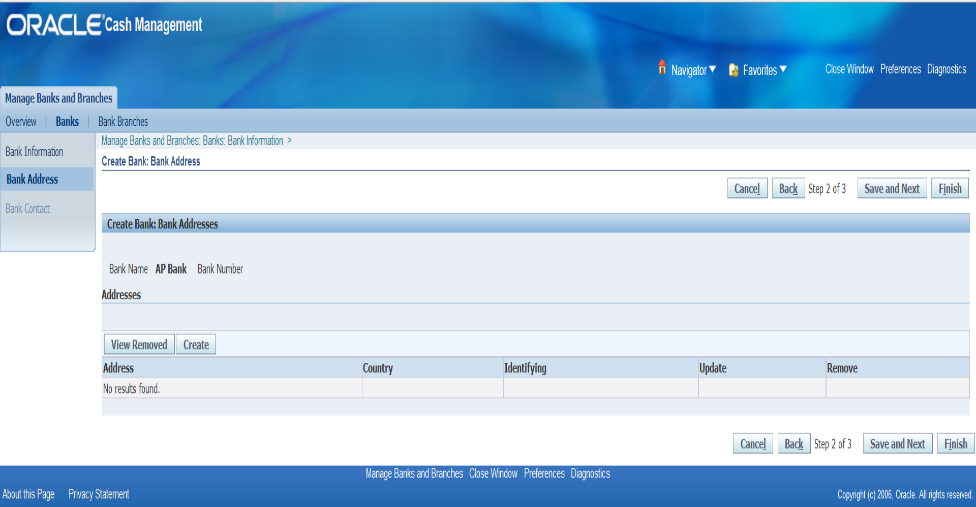 ORACLE Cash Management
Navigator Favorites Close Window Preferences Diagnostics
Manage Banks and Branches
Overview | Banks | Bank Branches
Bank Information
Bank Address
Bank Contact
Manage Banks and Branches: Banks: Bank Information >
Create Bank: Bank Address
Cancel Back Step 2 of 3 Save and Next Finish
Create Bank: Bank Addresses
Bank Name AP Bank Bank Number
Addresses
View Removed Create
Address Country Identifying Update Remove
No results found.
Cancel Back Step 2 of 3 Save and Next Finish
Manage Banks and Branches Close Window Preferences Diagnostics
About this Page Privacy Statement Copyright (c) 2006, Oracle. All rights reserved.